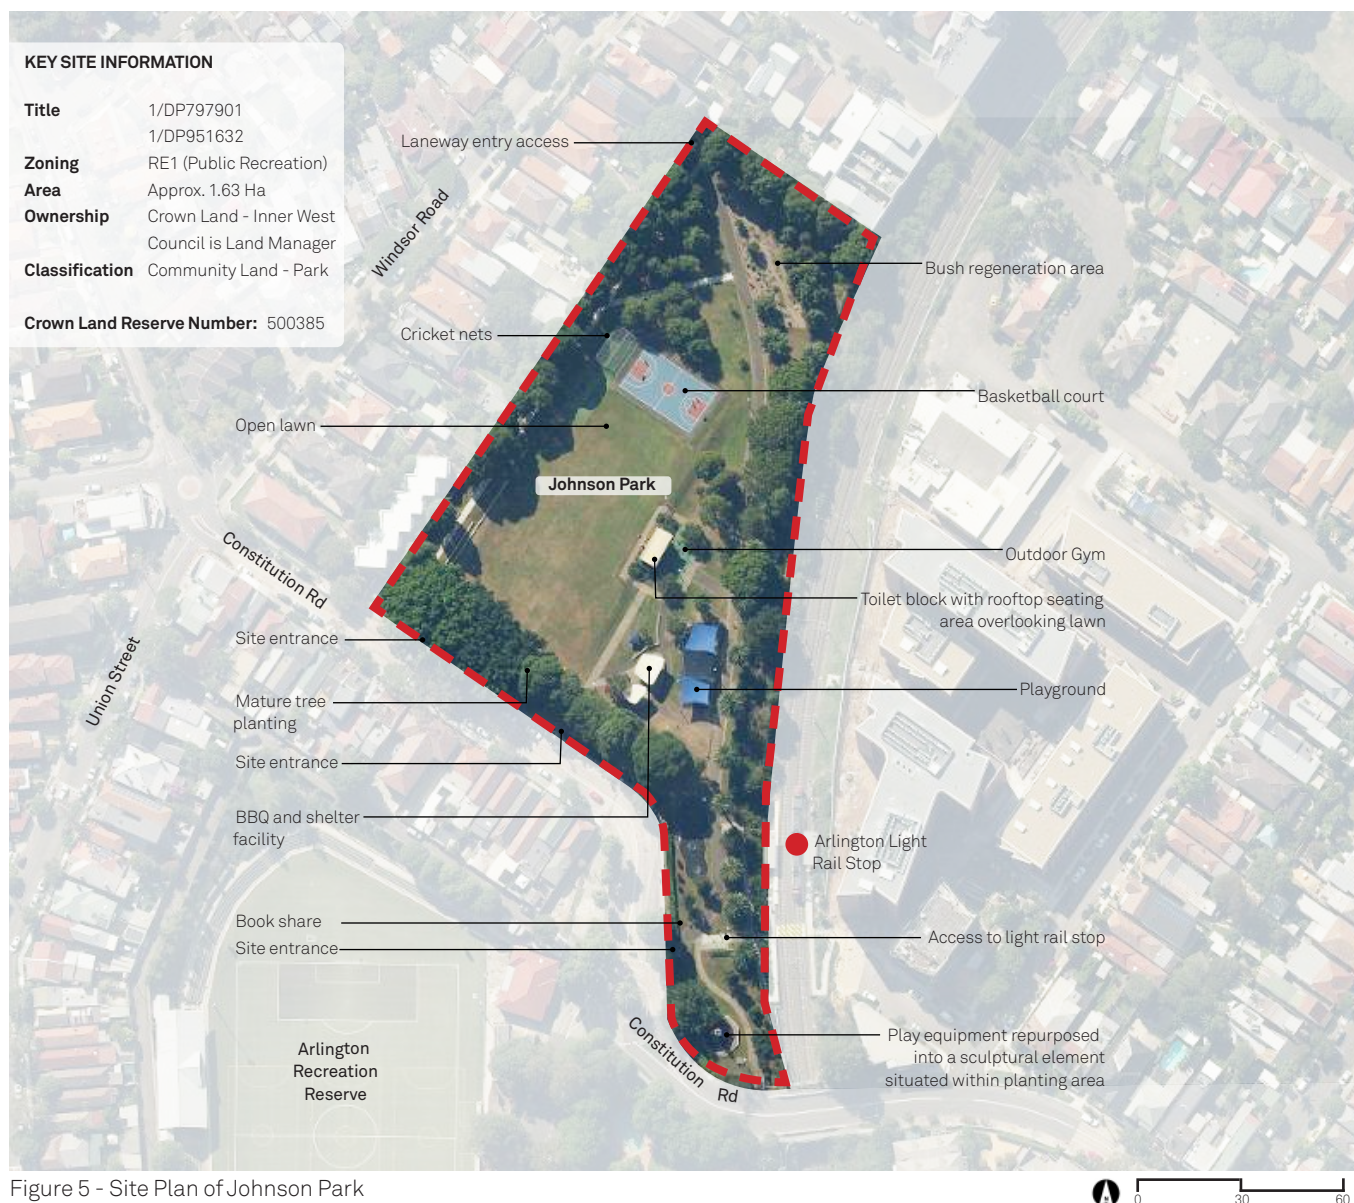 KEY SITE INFORMATION
Title 1/DP797901
1/DP951632
Zoning RE1 (Public Recreation)
Area Approx. 1.63 Ha
Ownership Crown Land - Inner West
Council is Land Manager
Classification Community Land - Park
Crown Land Reserve Number: 500385
Laneway entry access
Windsor Road
Bush regeneration area
Cricket nets
Basketball court
Open lawn
Johnson Park
Constitution Rd
Outdoor Gym
Toilet block with rooftop seating
area overlooking lawn
Site entrance
Union Street
Playground
Mature tree
planting
Site entrance
BBQ and shelter
facility
Arlington Light
Rail Stop
Book share
Access to light rail stop
Site entrance
Constitution Rd
Play equipment repurposed
into a sculptural element
situated within planting area
Arlington
Recreation
Reserve
Figure 5 - Site Plan of Johnson Park
N
0 30 60